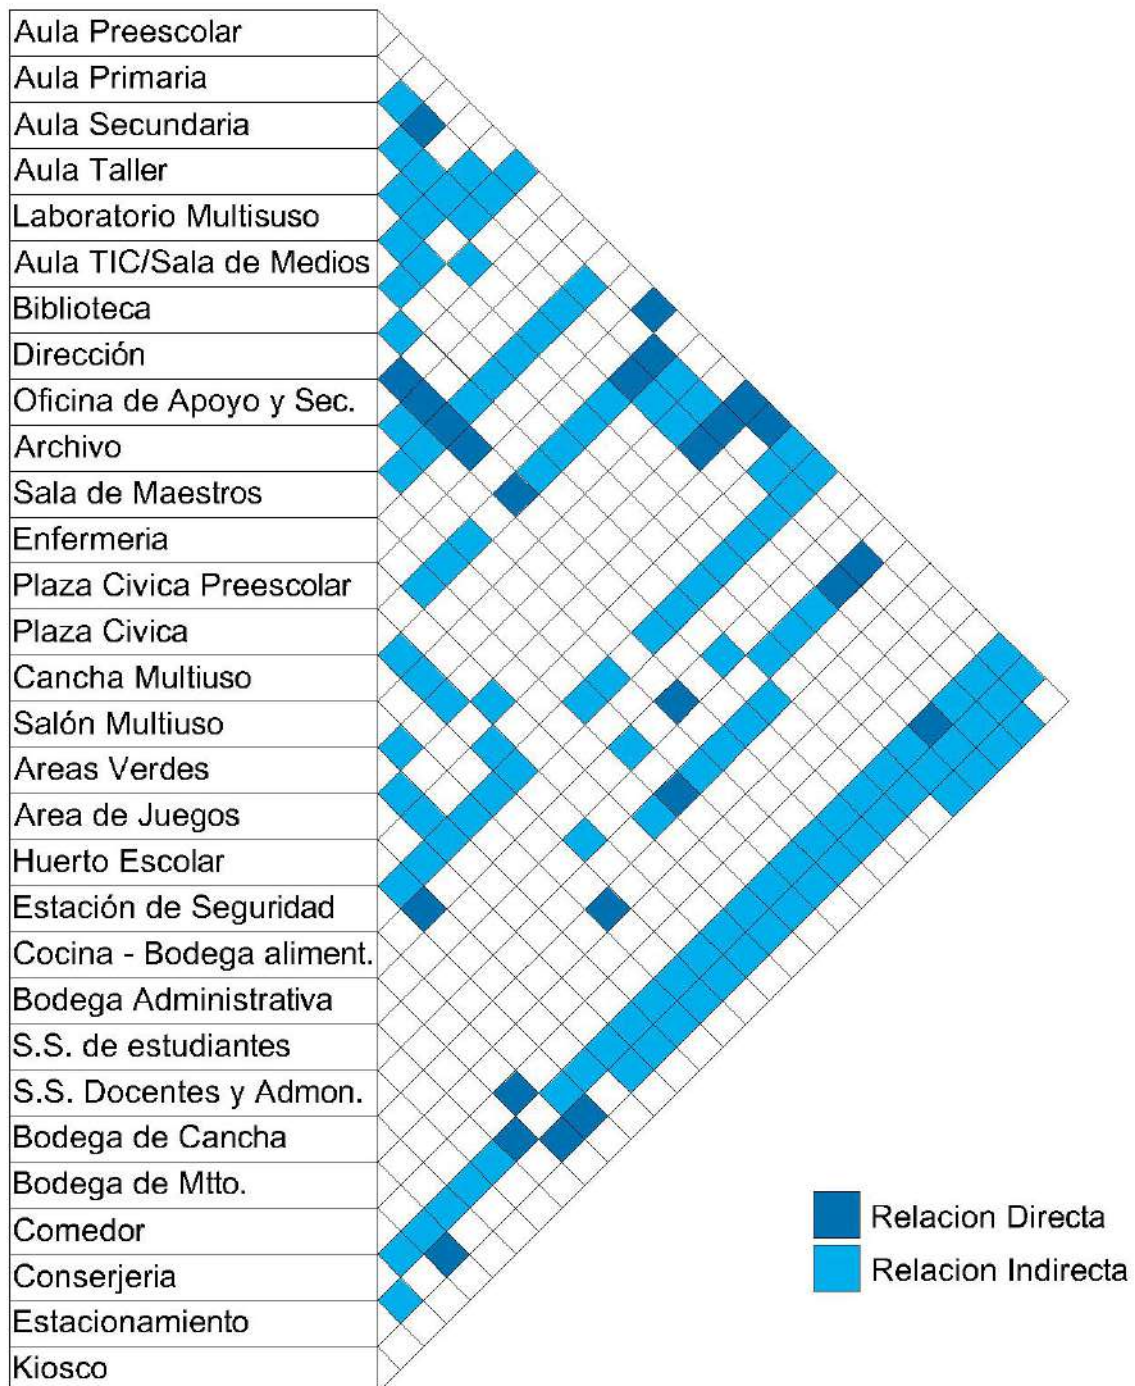 Aula Preescolar
Aula Primaria
Aula Secundaria
Aula Taller
Laboratorio Multisuso
Aula TIC/Sala de Medios
Biblioteca
Dirección
Oficina de Apoyo y Sec.
Archivo
Sala de Maestros
Enfermeria
Plaza Civica Preescolar
Plaza Civica
Cancha Multiuso
Salón Multiuso
Areas Verdes
Area de Juegos
Huerto Escolar
Estación de Seguridad
Cocina - Bodega aliment.
Bodega Administrativa
S.S. de estudiantes
S.S. Docentes y Admon.
Bodega de Cancha
Bodega de Mtto.
Comedor
Conserjeria
Estacionamiento
Kiosco
Relacion Directa
Relacion Indirecta